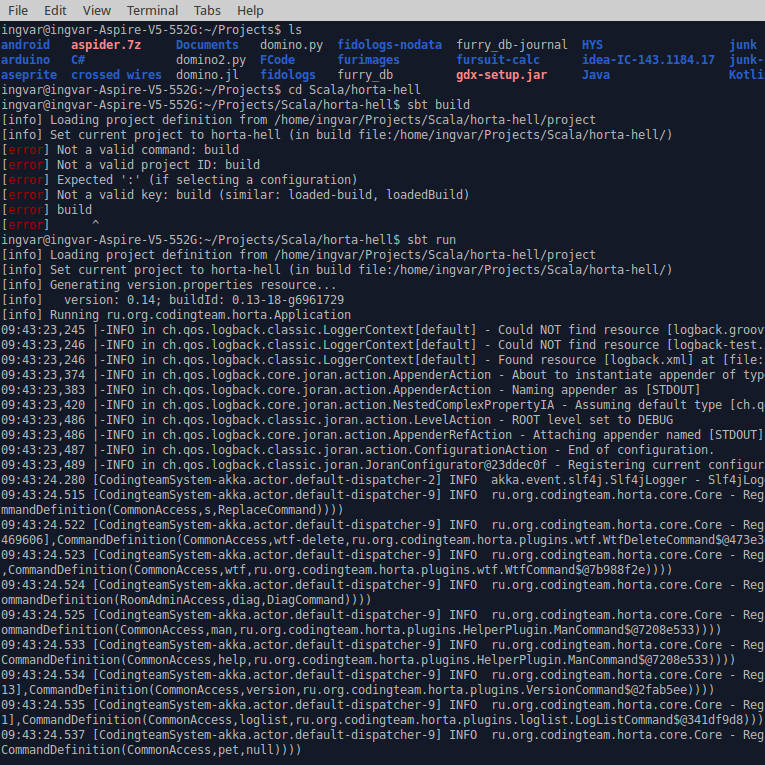 File Edit View Terminal Tabs Help
ingvar@ingvar-Aspire-V5-552G:~/Projects$ ls
android aspider.7z Documents domino.py fidologs-nodata furry_db-journal HYS junk
arduino C# domino2.py FCode furimages fursuit-calc idea-IC-143.1184.17 junk-
aseprite crossed wires domino.jl fidologs furry_db gdx-setup.jar Java Kotli
ingvar@ingvar-Aspire-V5-552G:~/Projects$ cd Scala/horta-hell
ingvar@ingvar-Aspire-V5-552G:~/Projects/Scala/horta-hell$ sbt build
[info] Loading project definition from /home/ingvar/Projects/Scala/horta-hell/project
[info] Set current project to horta-hell (in build file:/home/ingvar/Projects/Scala/horta-hell/)
[error] Not a valid command: build
[error] Not a valid project ID: build
[error] Expected ':' (if selecting a configuration)
[error] Not a valid key: build (similar: loaded-build, loadedBuild)
[error] build
[error]      ^
ingvar@ingvar-Aspire-V5-552G:~/Projects/Scala/horta-hell$ sbt run
[info] Loading project definition from /home/ingvar/Projects/Scala/horta-hell/project
[info] Set current project to horta-hell (in build file:/home/ingvar/Projects/Scala/horta-hell/)
[info] Generating version.properties resource...
[info]   version: 0.14; buildId: 0.13-18-g6961729
[info] Running ru.org.codingteam.horta.Application
09:43:23,245 |-INFO in ch.qos.logback.classic.LoggerContext[default] - Could NOT find resource [logback.groov
09:43:23,246 |-INFO in ch.qos.logback.classic.LoggerContext[default] - Could NOT find resource [logback-test.
09:43:23,246 |-INFO in ch.qos.logback.classic.LoggerContext[default] - Found resource [logback.xml] at [file:
09:43:23,374 |-INFO in ch.qos.logback.core.joran.action.AppenderAction - About to instantiate appender of typ
09:43:23,383 |-INFO in ch.qos.logback.core.joran.action.AppenderAction - Naming appender as [STDOUT]
09:43:23,420 |-INFO in ch.qos.logback.core.joran.action.NestedComplexPropertyIA - Assuming default type [ch.q
09:43:23,486 |-INFO in ch.qos.logback.classic.joran.action.LevelAction - ROOT level set to DEBUG
09:43:23,486 |-INFO in ch.qos.logback.core.joran.action.AppenderRefAction - Attaching appender named [STDOUT]
09:43:23,487 |-INFO in ch.qos.logback.classic.joran.action.ConfigurationAction - End of configuration.
09:43:23,489 |-INFO in ch.qos.logback.classic.joran.JoranConfigurator@23ddec0f - Registering current configur
09:43:24.280 [CodingteamSystem-akka.actor.default-dispatcher-2] INFO  akka.event.slf4j.Slf4jLogger - Slf4jLog
09:43:24.515 [CodingteamSystem-akka.actor.default-dispatcher-9] INFO  ru.org.codingteam.horta.core.Core - Reg
mmandDefinition(CommonAccess,s,ReplaceCommand))))
09:43:24.522 [CodingteamSystem-akka.actor.default-dispatcher-9] INFO  ru.org.codingteam.horta.core.Core - Reg
469606],CommandDefinition(CommonAccess,wtf-delete,ru.org.codingteam.horta.plugins.wtf.WtfDeleteCommand$@473e3
09:43:24.523 [CodingteamSystem-akka.actor.default-dispatcher-9] INFO  ru.org.codingteam.horta.core.Core - Reg
,CommandDefinition(CommonAccess,wtf,ru.org.codingteam.horta.plugins.wtf.WtfCommand$@7b988f2e))))
09:43:24.524 [CodingteamSystem-akka.actor.default-dispatcher-9] INFO  ru.org.codingteam.horta.core.Core - Reg
ommandDefinition(RoomAdminAccess,diag,DiagCommand))))
09:43:24.525 [CodingteamSystem-akka.actor.default-dispatcher-9] INFO  ru.org.codingteam.horta.core.Core - Reg
ommandDefinition(CommonAccess,man,ru.org.codingteam.horta.plugins.HelperPlugin.ManCommand$@7208e533))))
09:43:24.533 [CodingteamSystem-akka.actor.default-dispatcher-9] INFO  ru.org.codingteam.horta.core.Core - Reg
CommandDefinition(CommonAccess,help,ru.org.codingteam.horta.plugins.HelperPlugin.ManCommand$@7208e533))))
09:43:24.534 [CodingteamSystem-akka.actor.default-dispatcher-9] INFO  ru.org.codingteam.horta.core.Core - Reg
13],CommandDefinition(CommonAccess,version,ru.org.codingteam.horta.plugins.VersionCommand$@2fab5ee))))
09:43:24.535 [CodingteamSystem-akka.actor.default-dispatcher-9] INFO  ru.org.codingteam.horta.core.Core - Reg
1],CommandDefinition(CommonAccess,loglist,ru.org.codingteam.horta.plugins.loglist.LogListCommand$@341df9d8)))
09:43:24.537 [CodingteamSystem-akka.actor.default-dispatcher-9] INFO  ru.org.codingteam.horta.core.Core - Reg
CommandDefinition(CommonAccess,pet,null))))